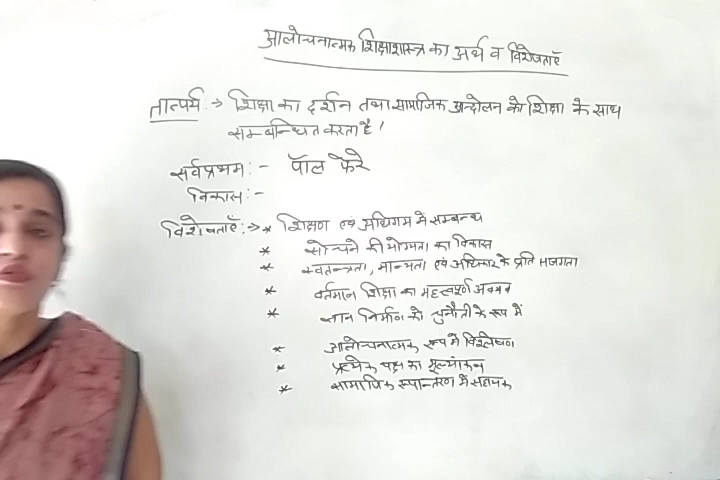 आलोचनात्मक शिक्षाशास्त्र का अर्थ व विशेषताएँ
तात्पर्य :→ शिक्षा का दर्शन तथा सामाजिक आन्दोलन को शिक्षा के साथ
सम्बन्धित करता है।
सर्वप्रथम :- पॉल फेरे
विकास :-
विशेषताएँ :→ * शिक्षण एवं अधिगम में सम्बन्ध
* सोचने की योग्यता का विकास
* स्वतन्त्रता, मान्यता एवं अधिकार के प्रति सजगता
* वर्तमान शिक्षा का महत्वपूर्ण अवयव
* ज्ञान निर्माण को चुनौती के रूप में
* आलोचनात्मक रूप में विश्लेषण
* प्रत्येक पक्ष का मूल्यांकन
* सामाजिक रूपान्तरण में सहायक